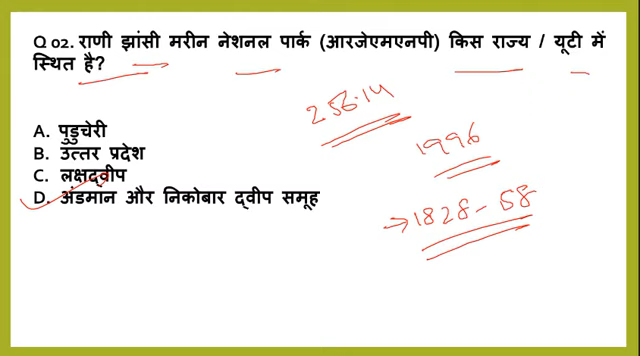 Q 02. राणी झांसी मरीन नेशनल पार्क (आरजेएमएनपी) किस राज्य / यूटी में
स्थित है?
256.14
1996
A. पुडुचेरी
B. उत्तर प्रदेश
C. लक्षद्वीप
D. अंडमान और निकोबार द्वीप समूह
→1828-58